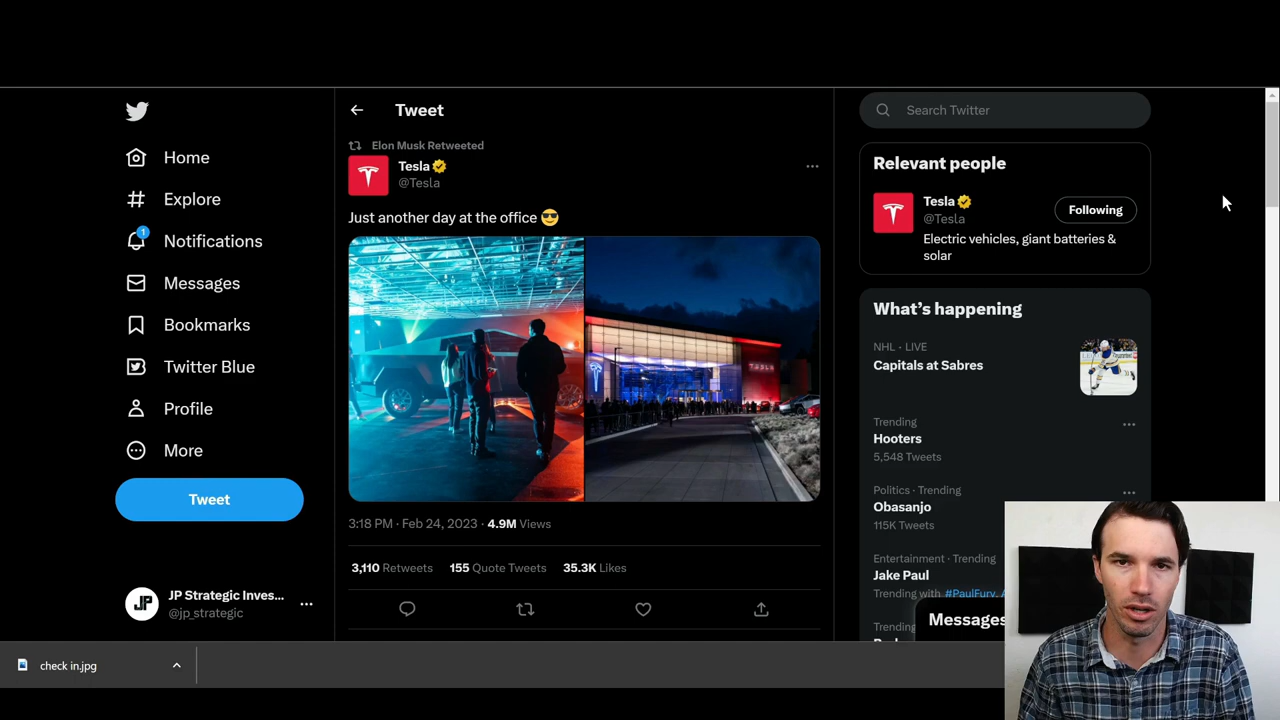 Home
Explore
1
Notifications
Messages
Bookmarks
Twitter Blue
Profile
More
Tweet
JP
JP Strategic Inves...
@jp_strategic
Tweet
Elon Musk Retweeted
Tesla
@Tesla
Just another day at the office 😎
TESLA
3:18 PM · Feb 24, 2023 · 4.9M Views
3,110 Retweets 155 Quote Tweets 35.3K Likes
Search Twitter
Relevant people
Tesla
@Tesla
Following
Electric vehicles, giant batteries &
solar
What's happening
NHL · LIVE
Capitals at Sabres
Trending
Hooters
5,548 Tweets
Politics · Trending
Obasanjo
115K Tweets
Entertainment · Trending
Jake Paul
Trending with #PaulFury,
Trending
Messages
check in.jpg